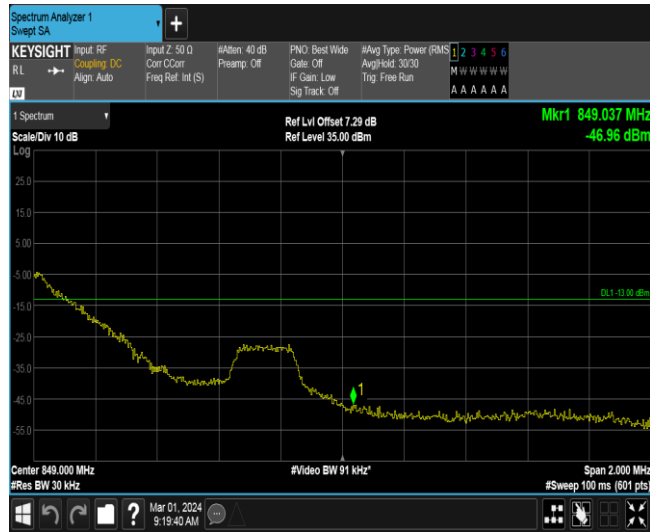 Spectrum Analyzer 1
Swept SA
KEYSIGHT
RL
LXI
Input: RF
Coupling: DC
Align: Auto
Input Z: 50 Ω
Corr CCorr
Freq Ref: Int (S)
#Atten: 40 dB
Preamp: Off
PNO: Best Wide
Gate: Off
IF Gain: Low
Sig Track: Off
#Avg Type: Power (RMS
Avg|Hold: 30/30
Trig: Free Run
1 2 3 4 5 6
M W W W W W
A A A A A A
1 Spectrum
Scale/Div 10 dB
Log
Ref Lvl Offset 7.29 dB
Ref Level 35.00 dBm
Mkr1 849.037 MHz
-46.96 dBm
25.0
15.0
5.00
-5.00
DL1 -13.00 dBm
-15.0
-25.0
-35.0
1
-45.0
-55.0
Center 849.000 MHz
#Res BW 30 kHz
#Video BW 91 kHz*
Span 2.000 MHz
#Sweep 100 ms (601 pts)
?
Mar 01, 2024
9:19:40 AM